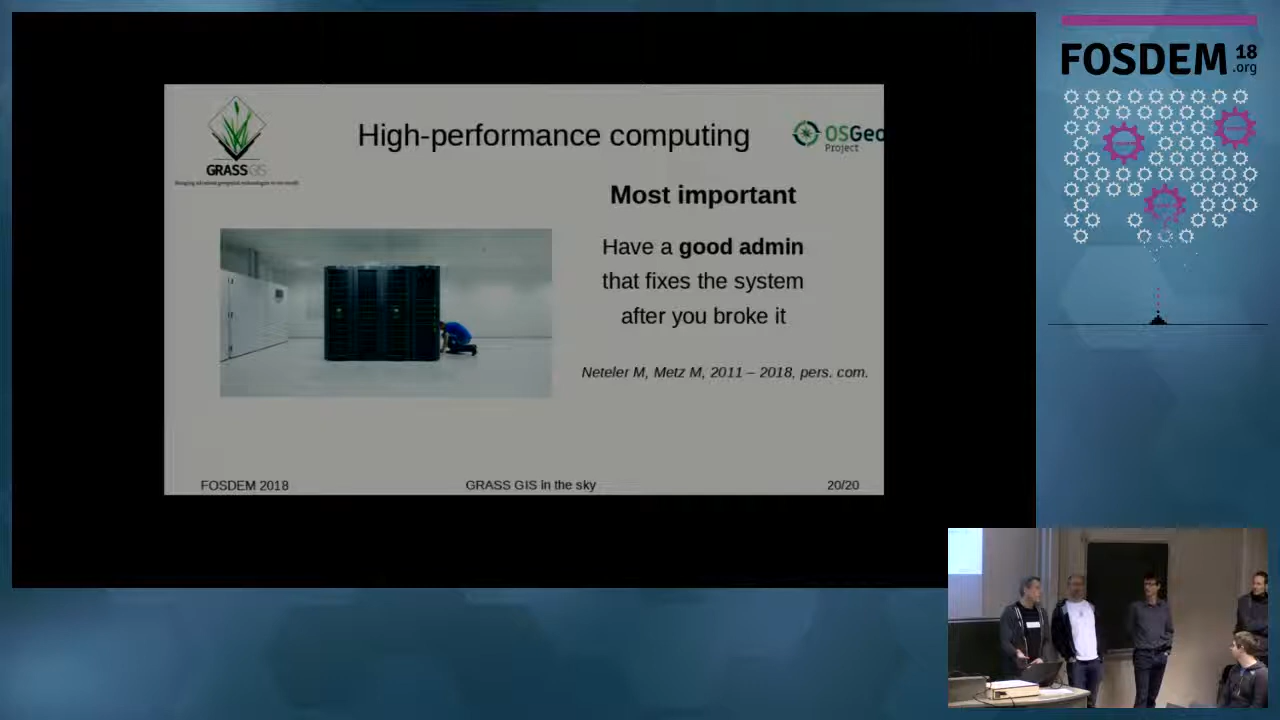 High-performance computing
GRASS GIS
OSGeo
Project
Most important
Have a good admin
that fixes the system
after you broke it
Neteler M, Metz M, 2011 – 2018, pers. com.
FOSDEM 2018
GRASS GIS in the sky
20/20
FOSDEM 18
.org